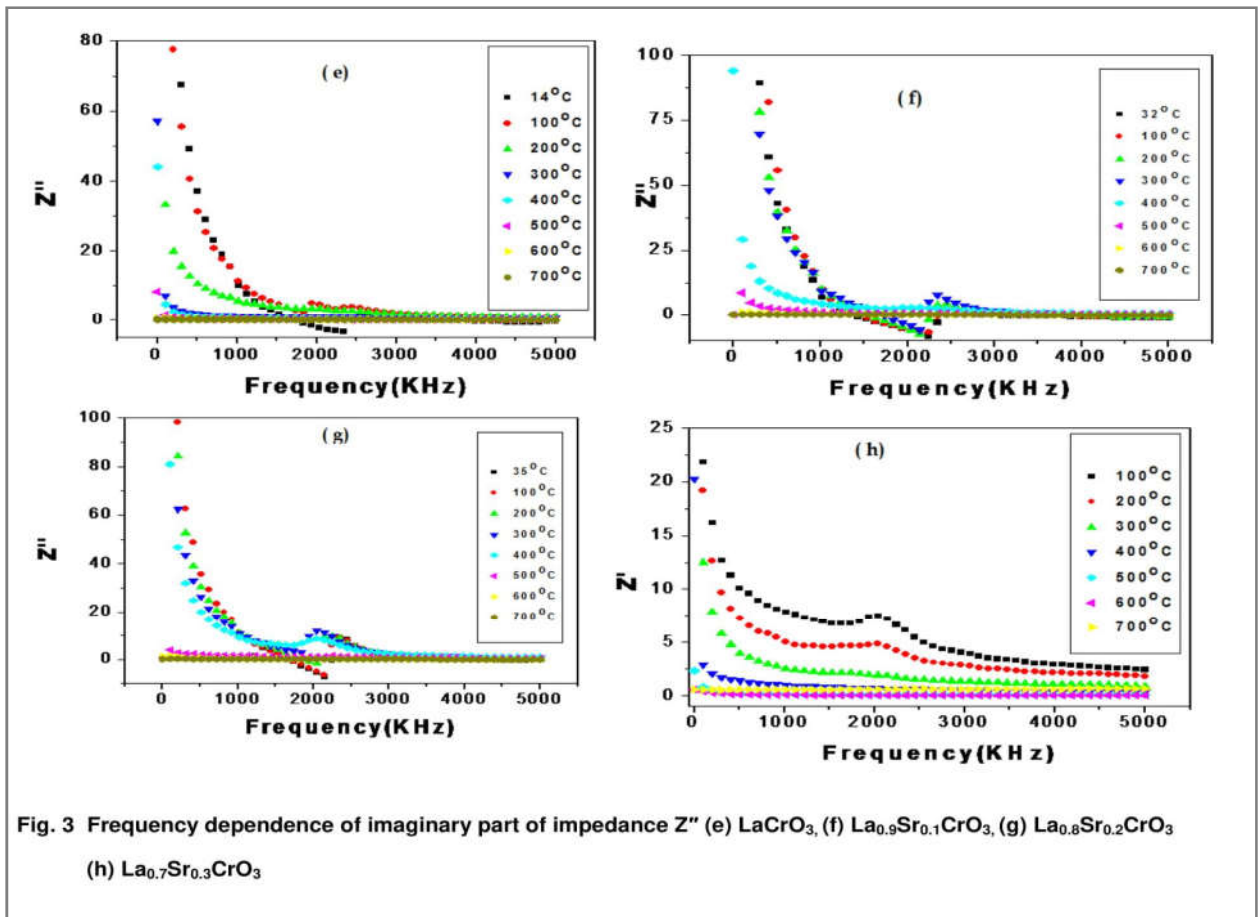 ( e)
80
60
40
20
0
Z''
14°C
100°C
200°C
300°C
400°C
500°C
600°C
700°C
0 1000 2000 3000 4000 5000
Frequency(KHz)
( f)
100
75
50
25
0
Z''
32°C
100°C
200°C
300°C
400°C
500°C
600°C
700°C
0 1000 2000 3000 4000 5000
Frequency(KHz)
( g)
100
80
60
40
20
0
Z''
35°C
100°C
200°C
300°C
400°C
500°C
600°C
700°C
0 1000 2000 3000 4000 5000
Frequency(KHz)
( h)
25
20
15
10
5
0
Z'
100°C
200°C
300°C
400°C
500°C
600°C
700°C
0 1000 2000 3000 4000 5000
Frequency(KHz)
Fig. 3 Frequency dependence of imaginary part of impedance Z″ (e) LaCrO₃, (f) La₀.₉Sr₀.₁CrO₃, (g) La₀.₈Sr₀.₂CrO₃
(h) La₀.₇Sr₀.₃CrO₃